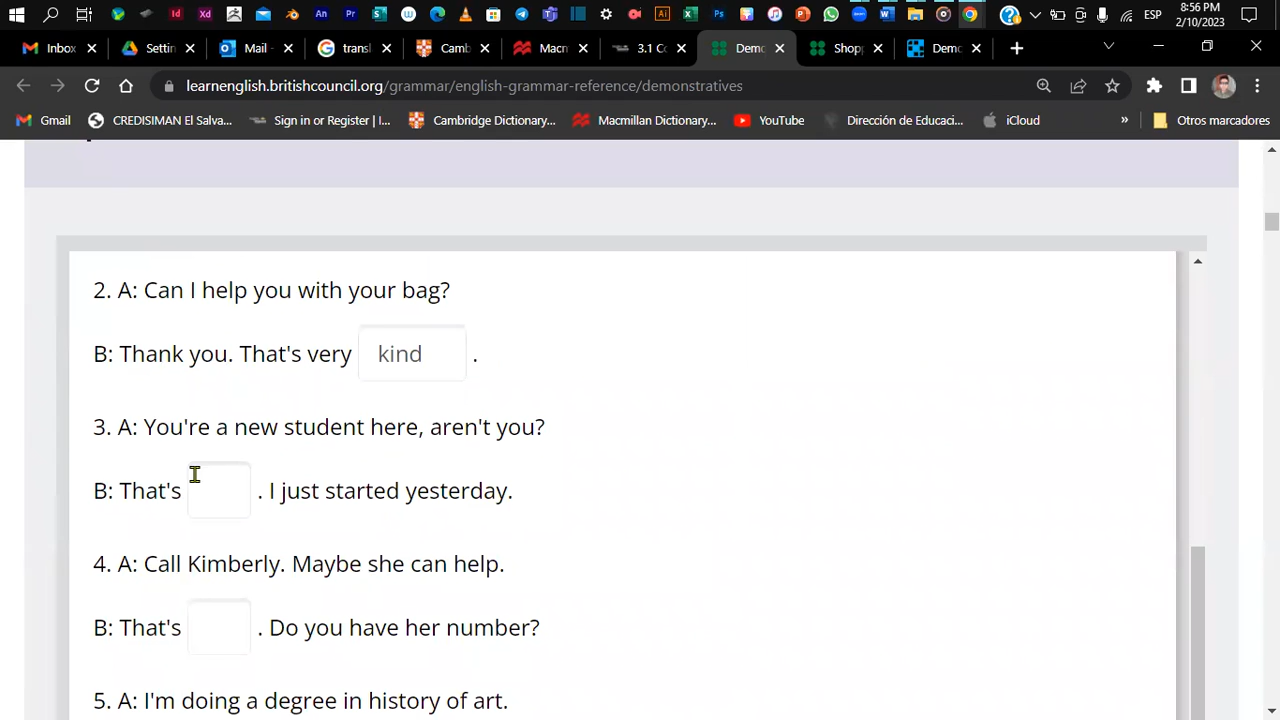 ESP
8:59 PM
2/10/2023
Inbox
Settin
Mail -
transl
Camb
Macn
3.1 Co
Demo
Shopp
Demo
learnenglish.britishcouncil.org/grammar/english-grammar-reference/demonstratives
Gmail
CREDISIMAN El Salva...
Sign in or Register | I...
Cambridge Dictionary...
Macmillan Dictionary...
YouTube
Dirección de Educaci...
iCloud
»
Otros marcadores
2. A: Can I help you with your bag?
B: Thank you. That's very kind .
3. A: You're a new student here, aren't you?
B: That's . I just started yesterday.
4. A: Call Kimberly. Maybe she can help.
B: That's . Do you have her number?
5. A: I'm doing a degree in history of art.